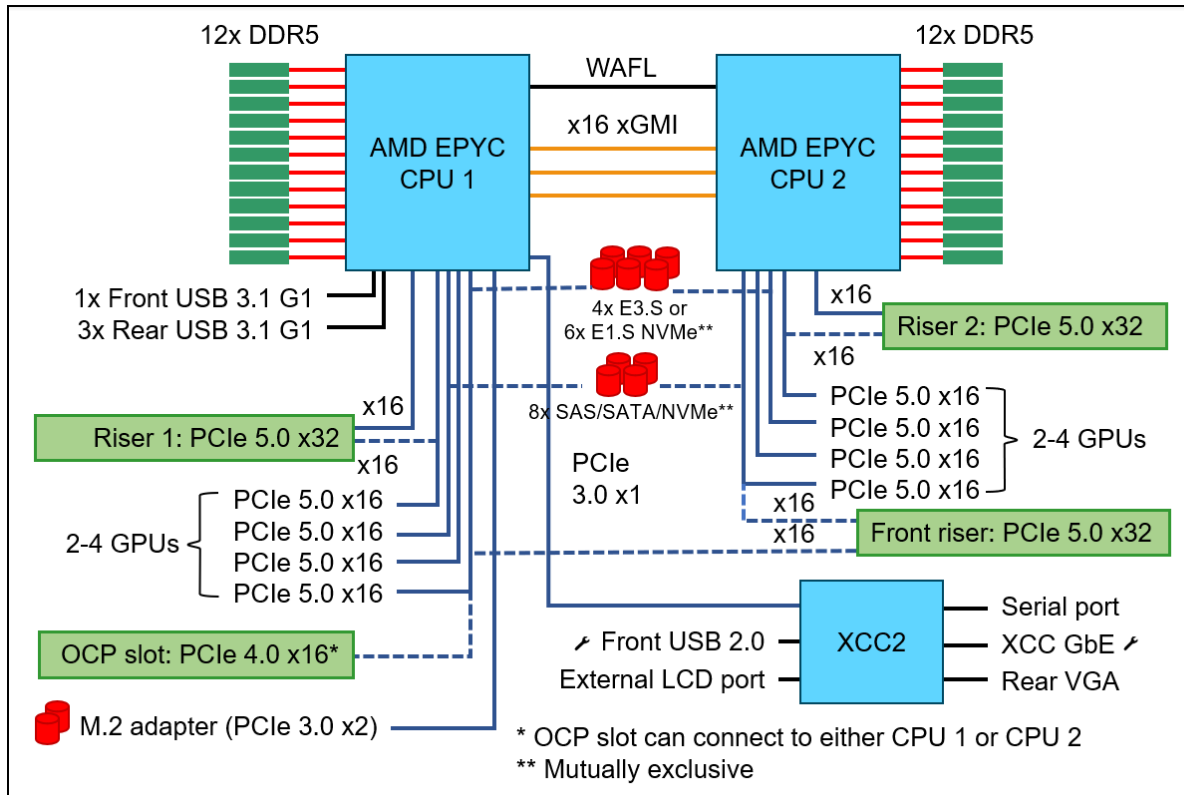 12x DDR5
12x DDR5
WAFL
x16 xGMI
AMD EPYC
CPU 1
AMD EPYC
CPU 2
1x Front USB 3.1 G1
3x Rear USB 3.1 G1
4x E3.S or
6x E1.S NVMe**
x16
Riser 2: PCIe 5.0 x32
x16
8x SAS/SATA/NVMe**
x16
Riser 1: PCIe 5.0 x32
x16
PCIe
3.0 x1
PCIe 5.0 x16
PCIe 5.0 x16
PCIe 5.0 x16
PCIe 5.0 x16
2-4 GPUs
x16
x16
Front riser: PCIe 5.0 x32
PCIe 5.0 x16
PCIe 5.0 x16
PCIe 5.0 x16
PCIe 5.0 x16
2-4 GPUs
OCP slot: PCIe 4.0 x16*
M.2 adapter (PCIe 3.0 x2)
Front USB 2.0
External LCD port
XCC2
Serial port
XCC GbE
Rear VGA
* OCP slot can connect to either CPU 1 or CPU 2
** Mutually exclusive